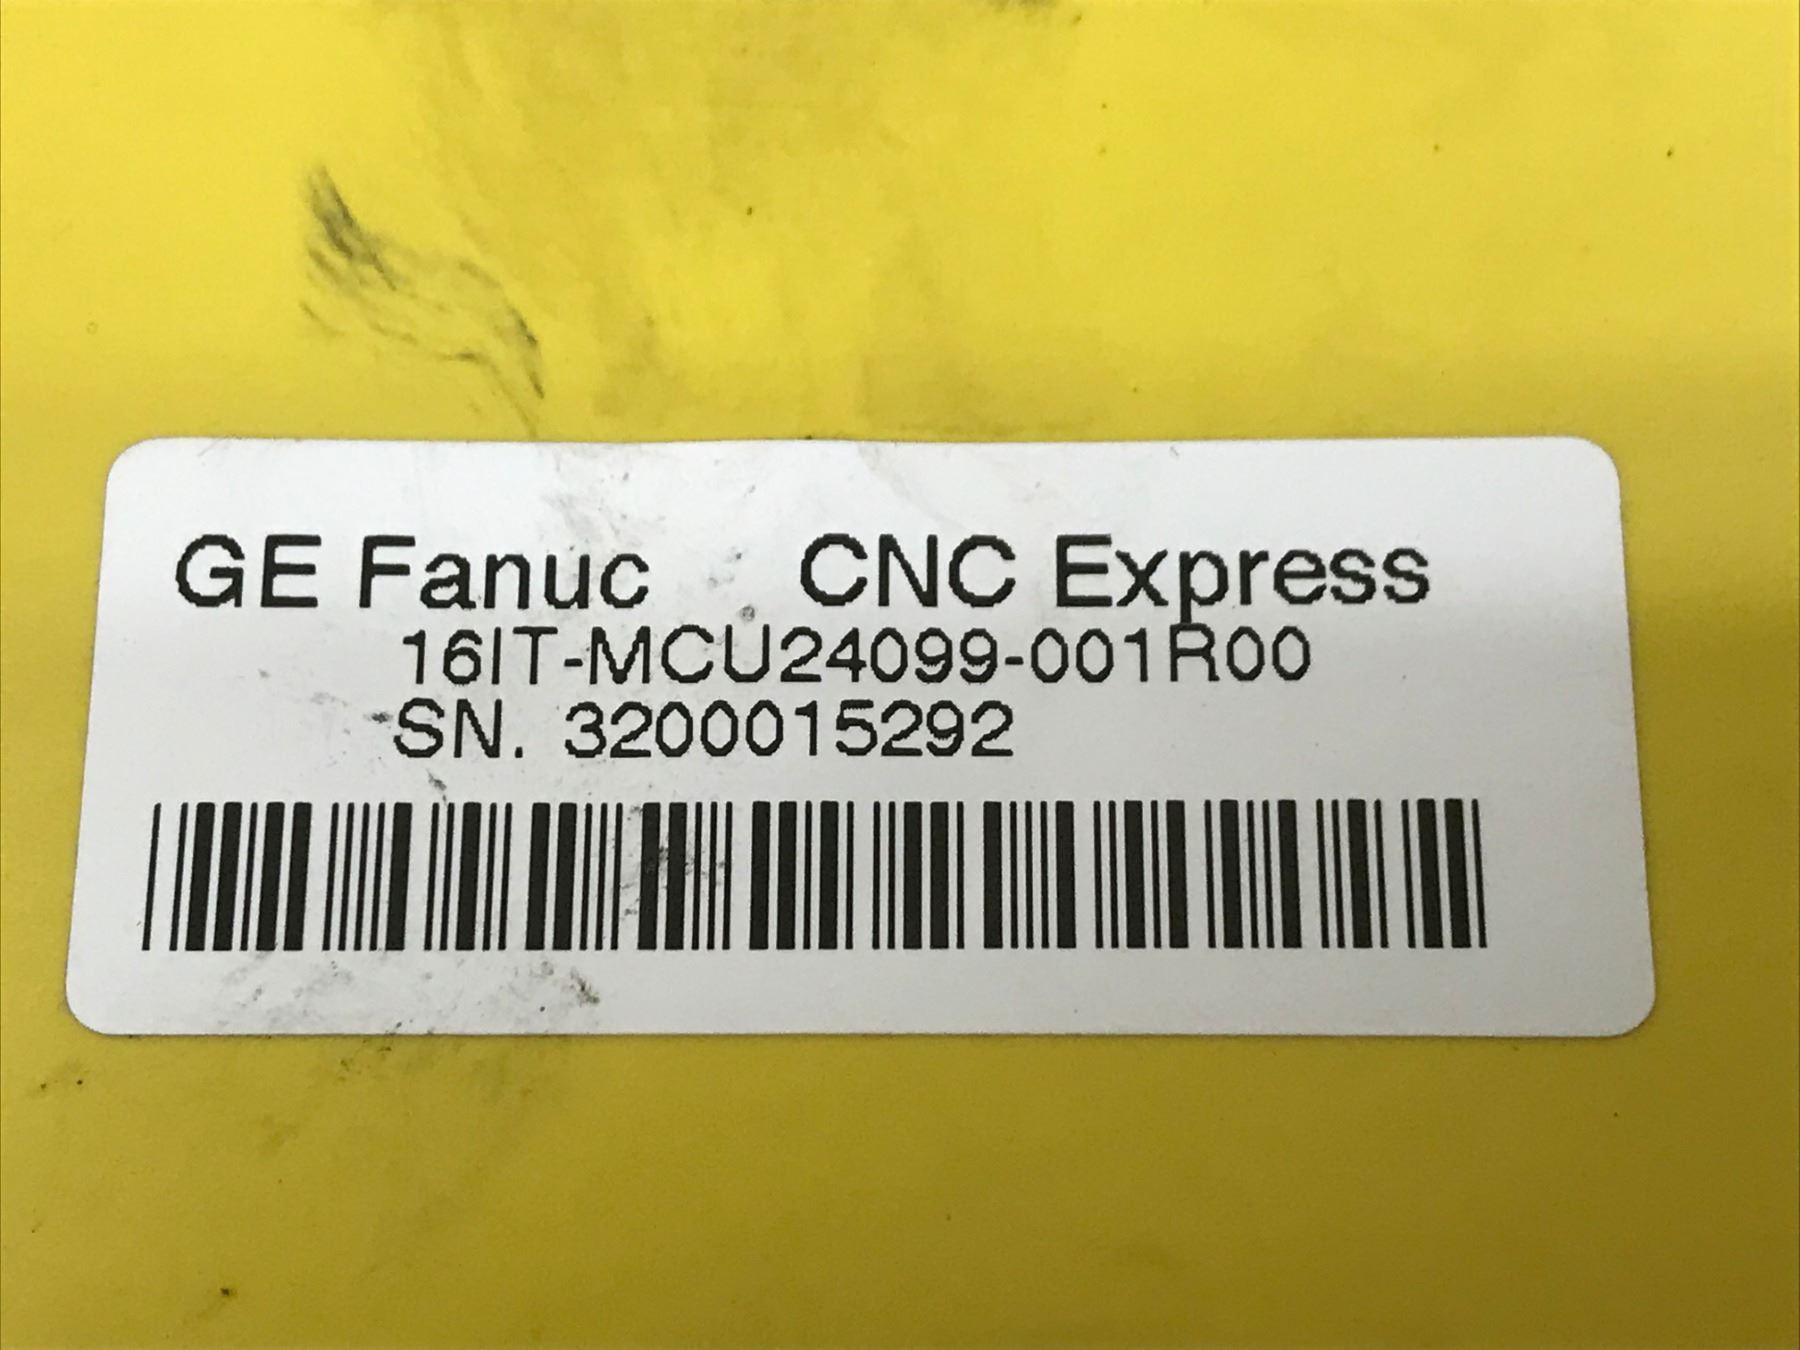 GE Fanuc CNC Express
16IT-MCU24099-001R00
SN. 3200015292